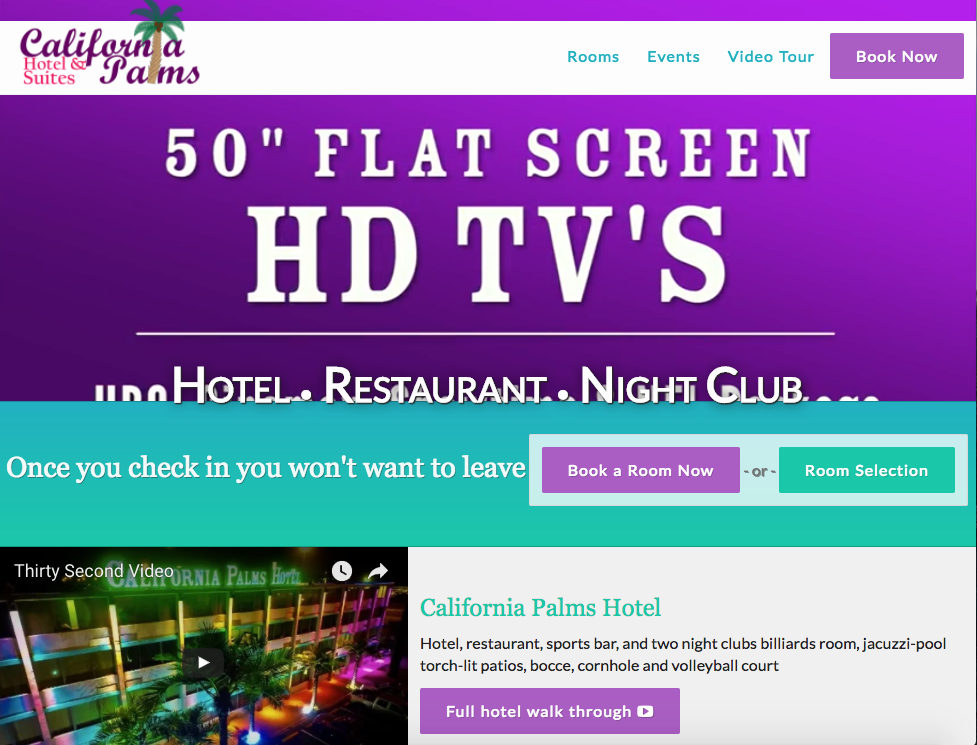 California
Hotel &
Suites
Palms
Rooms
Events
Video Tour
Book Now
50" FLAT SCREEN
HD TV'S
Hotel • Restaurant • Night Club
Once you check in you won't want to leave
Book a Room Now
- or -
Room Selection
Thirty Second Video
California Palms Hotel
California Palms Hotel
Hotel, restaurant, sports bar, and two night clubs billiards room, jacuzzi-pool
torch-lit patios, bocce, cornhole and volleyball court
Full hotel walk through